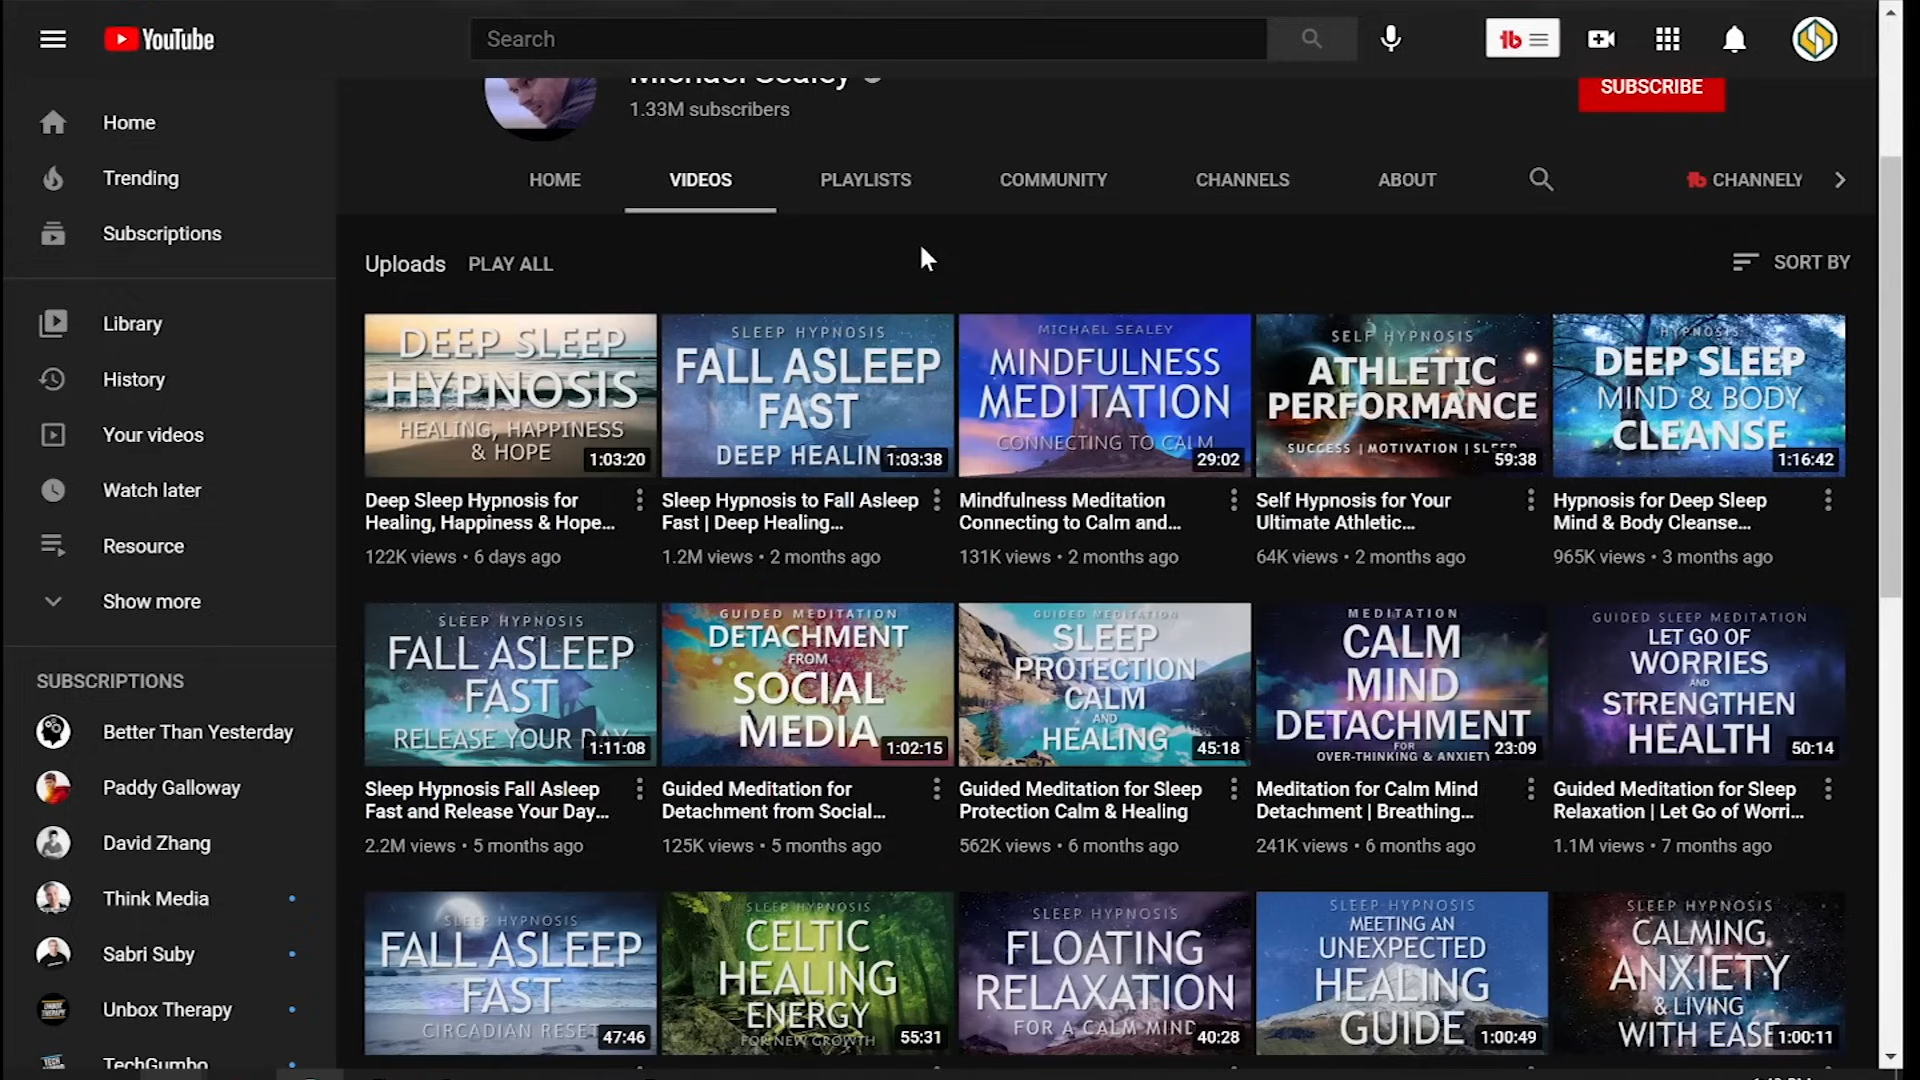 YouTube
Search
Michael Sealey
1.33M subscribers
SUBSCRIBE
HOME
VIDEOS
PLAYLISTS
COMMUNITY
CHANNELS
ABOUT
CHANNELY
Home
Trending
Subscriptions
Library
History
Your videos
Watch later
Resource
Show more
SUBSCRIPTIONS
Better Than Yesterday
Paddy Galloway
David Zhang
Think Media
Sabri Suby
Unbox Therapy
TechGumbo
Uploads PLAY ALL
SORT BY
DEEP SLEEP
HYPNOSIS
HEALING, HAPPINESS
& HOPE
1:03:20
Deep Sleep Hypnosis for
Healing, Happiness & Hope...
122K views • 6 days ago
SLEEP HYPNOSIS
FALL ASLEEP
FAST
DEEP HEALIN
1:03:38
Sleep Hypnosis to Fall Asleep
Fast | Deep Healing...
1.2M views • 2 months ago
MICHAEL SEALEY
MINDFULNESS
MEDITATION
CONNECTING TO CALM
29:02
Mindfulness Meditation
Connecting to Calm and...
131K views • 2 months ago
SELF HYPNOSIS
ATHLETIC
PERFORMANCE
SUCCESS | MOTIVATION | SLEEP
59:38
Self Hypnosis for Your
Ultimate Athletic...
64K views • 2 months ago
HYPNOSIS
DEEP SLEEP
MIND & BODY
CLEANSE
1:16:42
Hypnosis for Deep Sleep
Mind & Body Cleanse...
965K views • 3 months ago
SLEEP HYPNOSIS
FALL ASLEEP
FAST
RELEASE YOUR DAY
1:11:08
Sleep Hypnosis Fall Asleep
Fast and Release Your Day...
2.2M views • 5 months ago
GUIDED MEDITATION
DETACHMENT
FROM
SOCIAL
MEDIA
1:02:15
Guided Meditation for
Detachment from Social...
125K views • 5 months ago
GUIDED MEDITATION
SLEEP
PROTECTION
CALM
AND
HEALING
45:18
Guided Meditation for Sleep
Protection Calm & Healing
562K views • 6 months ago
MEDITATION
CALM
MIND
DETACHMENT
FOR
OVER-THINKING & ANXIETY
23:09
Meditation for Calm Mind
Detachment | Breathing...
241K views • 6 months ago
GUIDED SLEEP MEDITATION
LET GO OF
WORRIES
AND
STRENGTHEN
HEALTH
50:14
Guided Meditation for Sleep
Relaxation | Let Go of Worri...
1.1M views • 7 months ago
SLEEP HYPNOSIS
FALL ASLEEP
FAST
CIRCADIAN RESET
47:46
SLEEP HYPNOSIS
CELTIC
HEALING
ENERGY
FOR NEW GROWTH
55:31
SLEEP HYPNOSIS
FLOATING
RELAXATION
FOR A CALM MIND
40:28
SLEEP HYPNOSIS
MEETING AN
UNEXPECTED
HEALING
GUIDE
1:00:49
SLEEP HYPNOSIS
CALMING
ANXIETY
& LIVING
WITH EASE
1:00:11